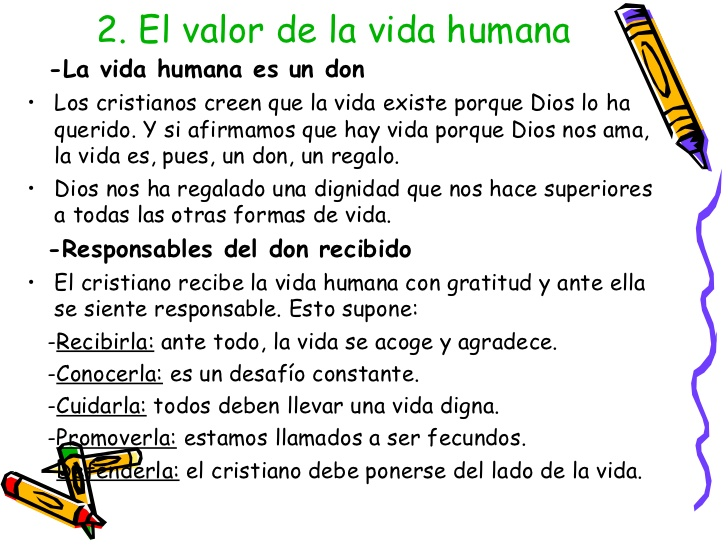 2. El valor de la vida humana
-La vida humana es un don
• Los cristianos creen que la vida existe porque Dios lo ha
querido. Y si afirmamos que hay vida porque Dios nos ama,
la vida es, pues, un don, un regalo.
• Dios nos ha regalado una dignidad que nos hace superiores
a todas las otras formas de vida.
-Responsables del don recibido
• El cristiano recibe la vida humana con gratitud y ante ella
se siente responsable. Esto supone:
-Recibirla: ante todo, la vida se acoge y agradece.
-Conocerla: es un desafío constante.
-Cuidarla: todos deben llevar una vida digna.
-Promoverla: estamos llamados a ser fecundos.
-Defenderla: el cristiano debe ponerse del lado de la vida.